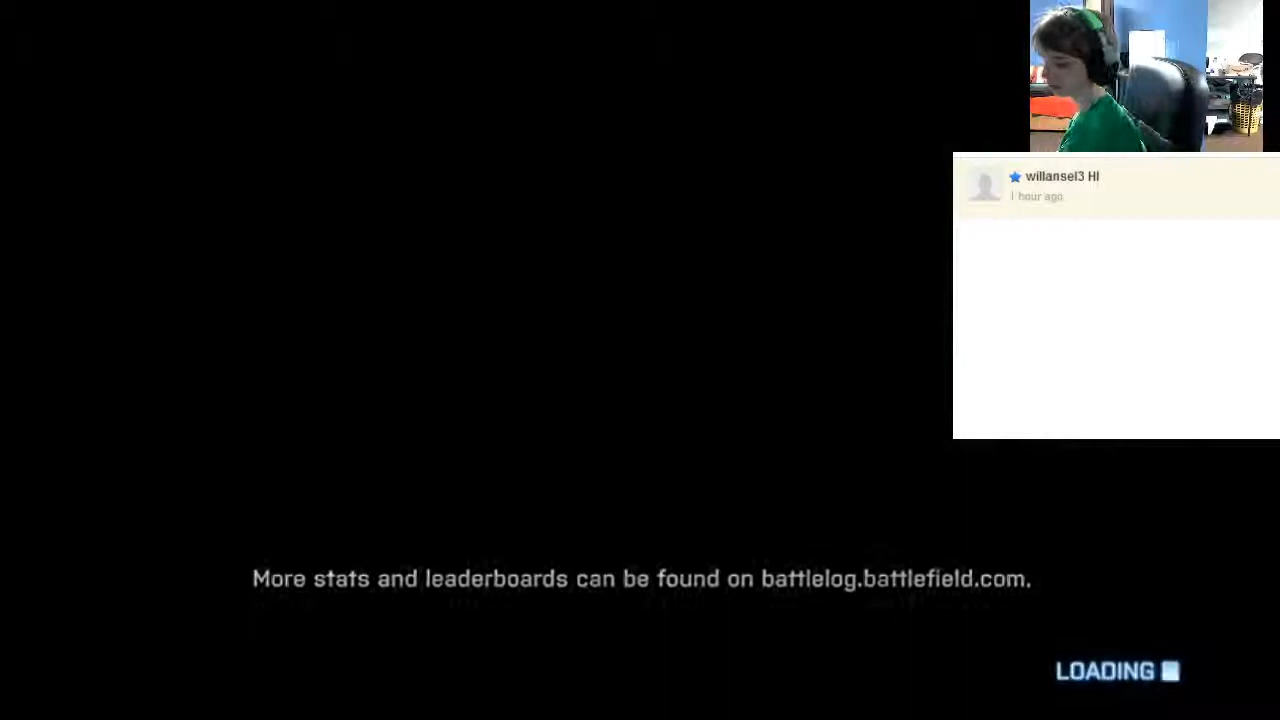 willansel3 HI
1 hour ago
More stats and leaderboards can be found on battlelog.battlefield.com.
LOADING